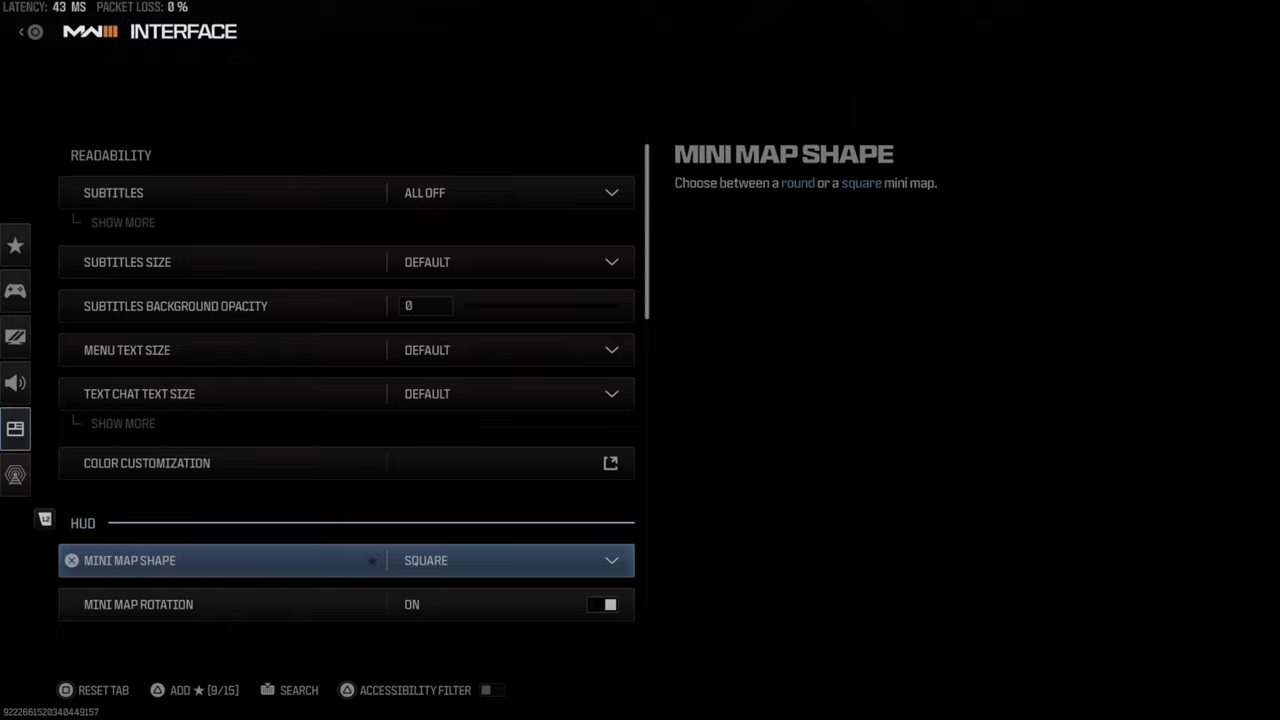 LATENCY: 43 MS PACKET LOSS: 0 %
MWIII INTERFACE
READABILITY
SUBTITLES ALL OFF
SHOW MORE
SUBTITLES SIZE DEFAULT
SUBTITLES BACKGROUND OPACITY 0
MENU TEXT SIZE DEFAULT
TEXT CHAT TEXT SIZE DEFAULT
SHOW MORE
COLOR CUSTOMIZATION
L2 HUD
MINI MAP SHAPE SQUARE
MINI MAP ROTATION ON
MINI MAP SHAPE
Choose between a round or a square mini map.
RESET TAB ADD ★ [9/15] SEARCH ACCESSIBILITY FILTER
9222661520340449157